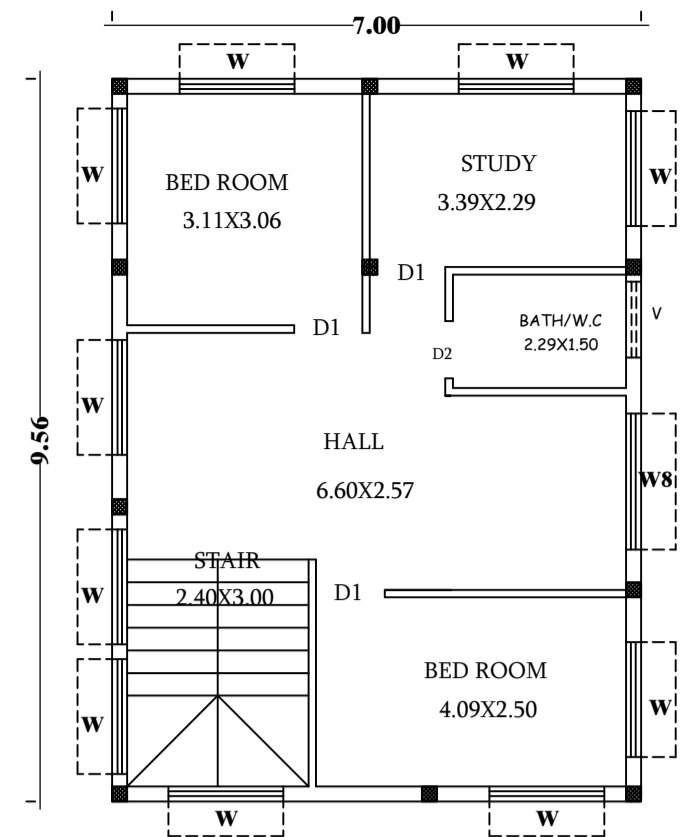 7.00
W
W
W
W
BED ROOM
3.11X3.06
STUDY
3.39X2.29
D1
D1
BATH/W.C
2.29X1.50
V
D2
W
9.56
HALL
6.60X2.57
W8
STAIR
2.40X3.00
W
D1
BED ROOM
4.09X2.50
W
W
W
W